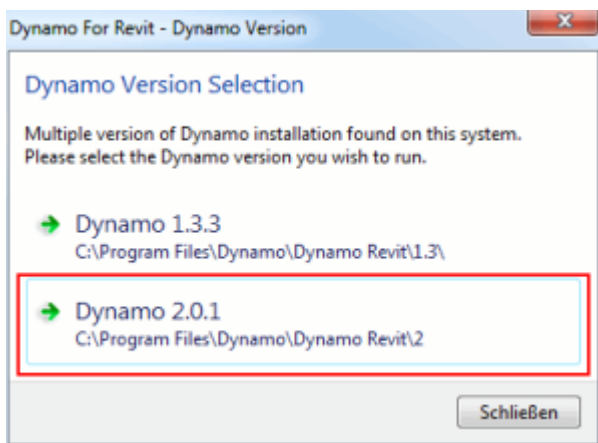 Dynamo For Revit - Dynamo Version
Dynamo Version Selection
Multiple version of Dynamo installation found on this system.
Please select the Dynamo version you wish to run.
Dynamo 1.3.3
C:\Program Files\Dynamo\Dynamo Revit\1.3\
Dynamo 2.0.1
C:\Program Files\Dynamo\Dynamo Revit\2
Schließen